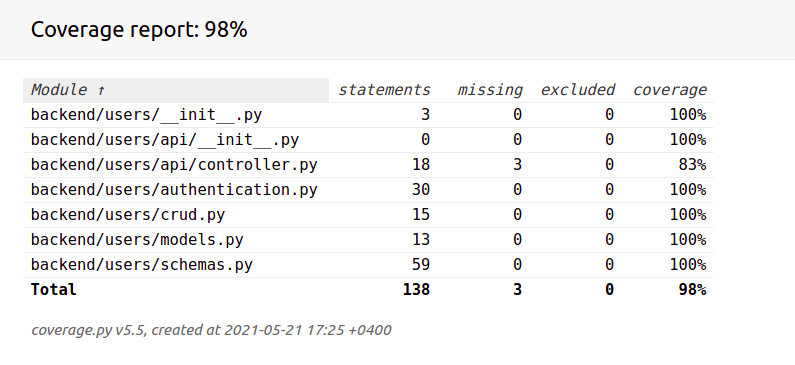 Coverage report: 98%
Module ↑ statements missing excluded coverage
backend/users/__init__.py 3 0 0 100%
backend/users/api/__init__.py 0 0 0 100%
backend/users/api/controller.py 18 3 0 83%
backend/users/authentication.py 30 0 0 100%
backend/users/crud.py 15 0 0 100%
backend/users/models.py 13 0 0 100%
backend/users/schemas.py 59 0 0 100%
Total 138 3 0 98%
coverage.py v5.5, created at 2021-05-21 17:25 +0400